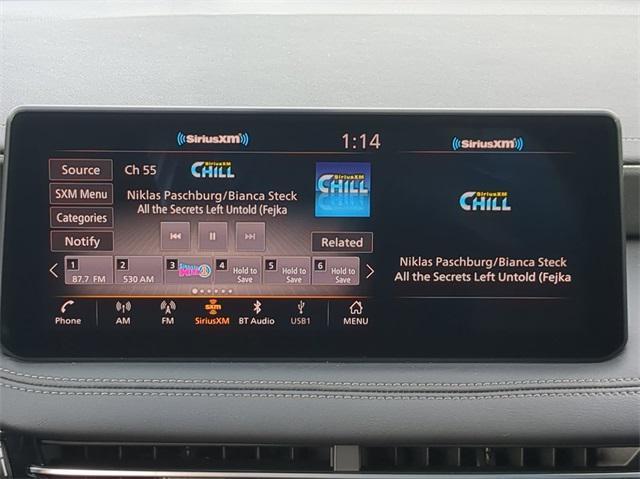 SiriusXM
1:14
SiriusXM
Source
Ch 55
SiriusXM
CHILL
SiriusXM
CHILL
SXM Menu
Niklas Paschburg/Bianca Steck
All the Secrets Left Untold (Fejka
Categories
Notify
Related
1
87.7 FM
2
530 AM
3
4
Hold to
Save
5
Hold to
Save
6
Hold to
Save
Phone
AM
FM
sxm
SiriusXM
BT Audio
USB1
MENU
SiriusXM
CHILL
Niklas Paschburg/Bianca Steck
All the Secrets Left Untold (Fejka